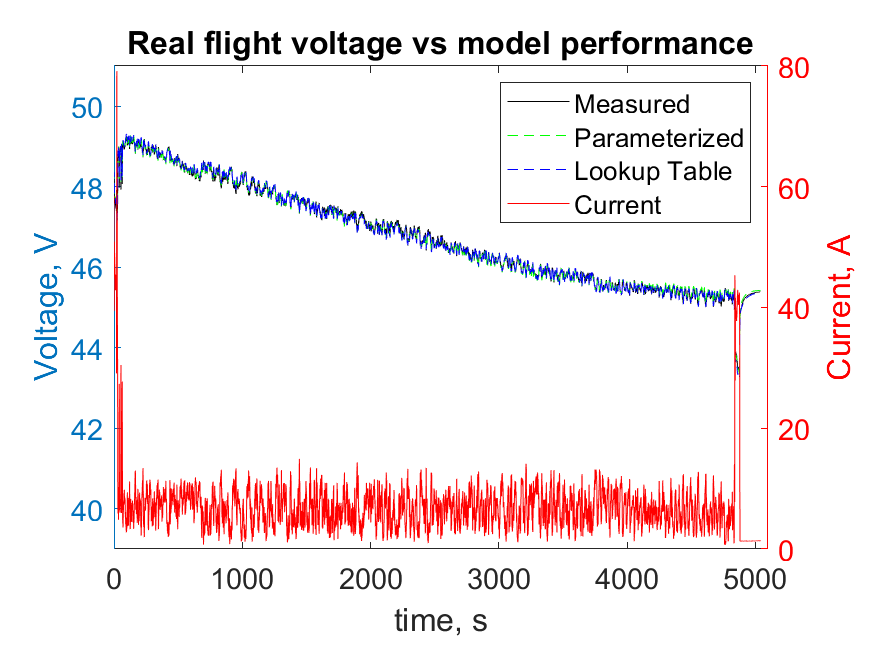 Real flight voltage vs model performance
Measured
Parameterized
Lookup Table
Current
Voltage, V
50
48
46
44
42
40
Current, A
80
60
40
20
0
0 1000 2000 3000 4000 5000
time, s